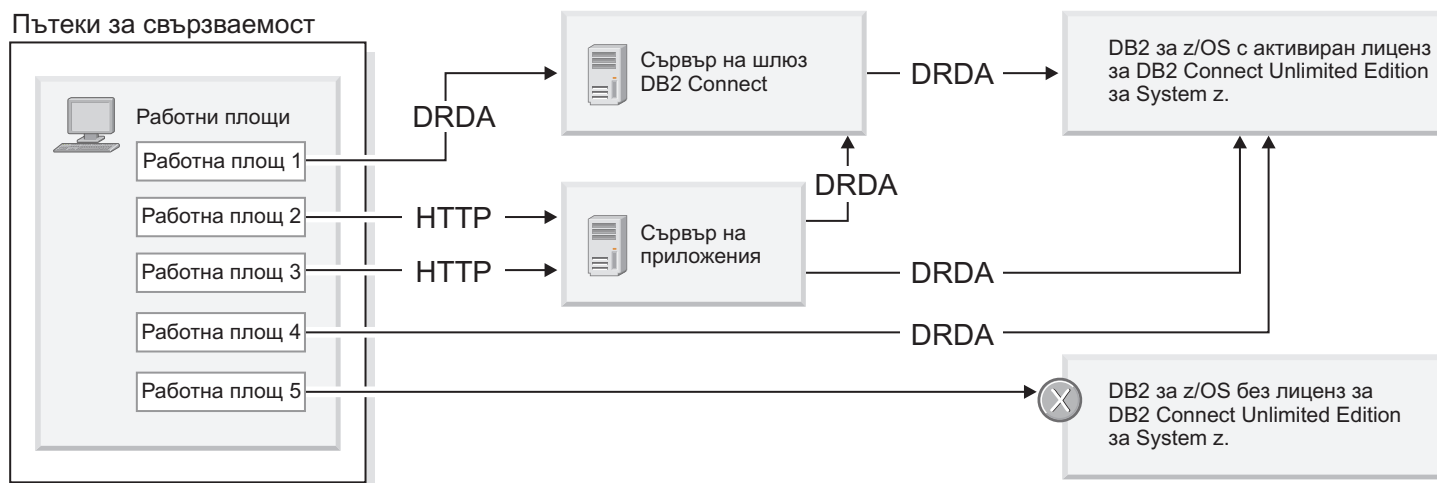 Пътеки за свързваемост
Работни площи
Работна площ 1
Работна площ 2
Работна площ 3
Работна площ 4
Работна площ 5
DRDA
HTTP
HTTP
Сървър на шлюз
DB2 Connect
DRDA
DRDA
Сървър на
приложения
DRDA
DRDA
DB2 за z/OS с активиран лиценз
за DB2 Connect Unlimited Edition
за System z.
X
DB2 за z/OS без лиценз за
DB2 Connect Unlimited Edition
за System z.